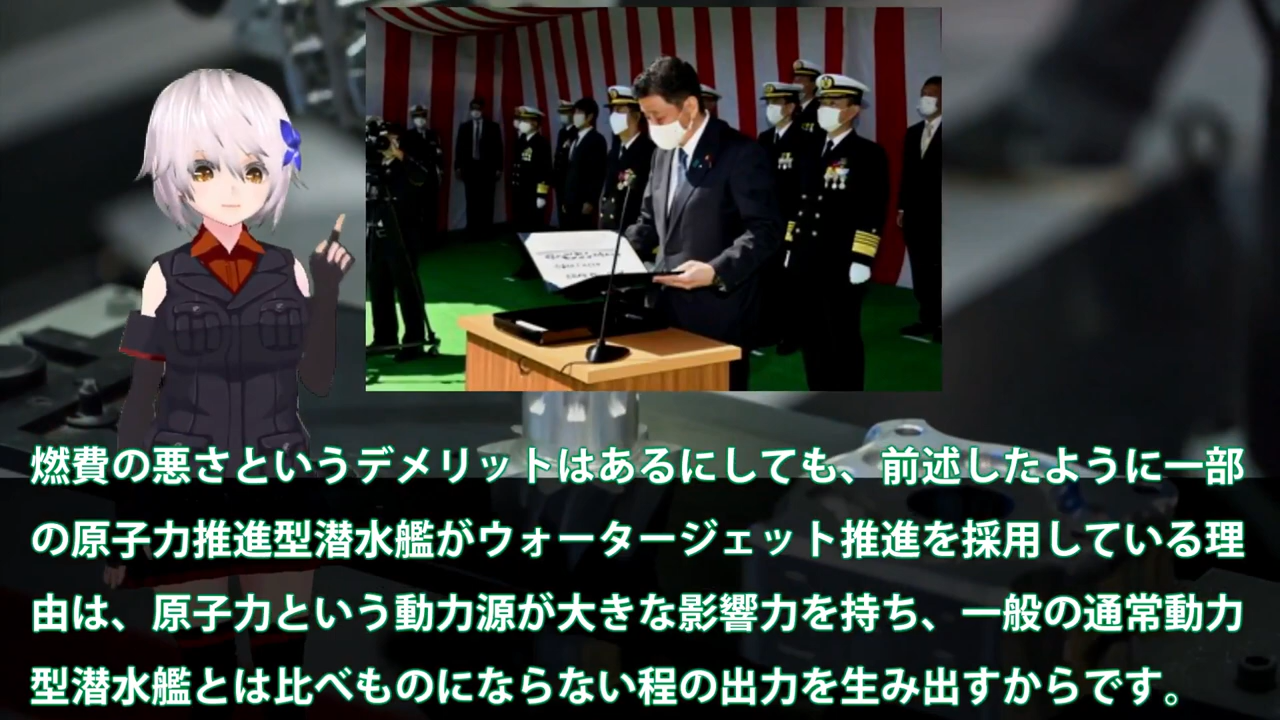 燃費の悪さというデメリットはあるにしても、前述したように一部
の原子力推進型潜水艦がウォータージェット推進を採用している理
由は、原子力という動力源が大きな影響力を持ち、一般の通常動力
型潜水艦とは比べものにならない程の出力を生み出すからです。